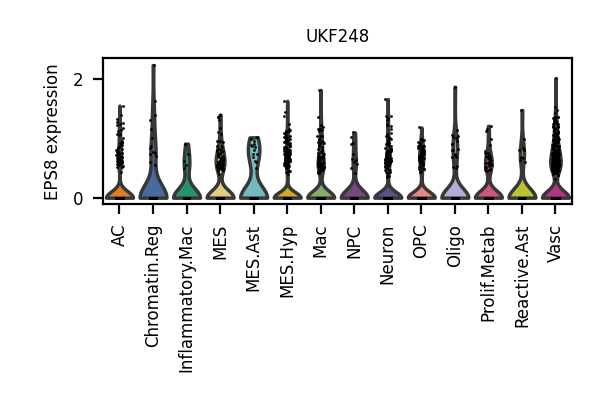 UKF248
EPS8 expression
2
0
AC
Chromatin.Reg
Inflammatory.Mac
MES
MES.Ast
MES.Hyp
Mac
NPC
Neuron
OPC
Oligo
Prolif.Metab
Reactive.Ast
Vasc